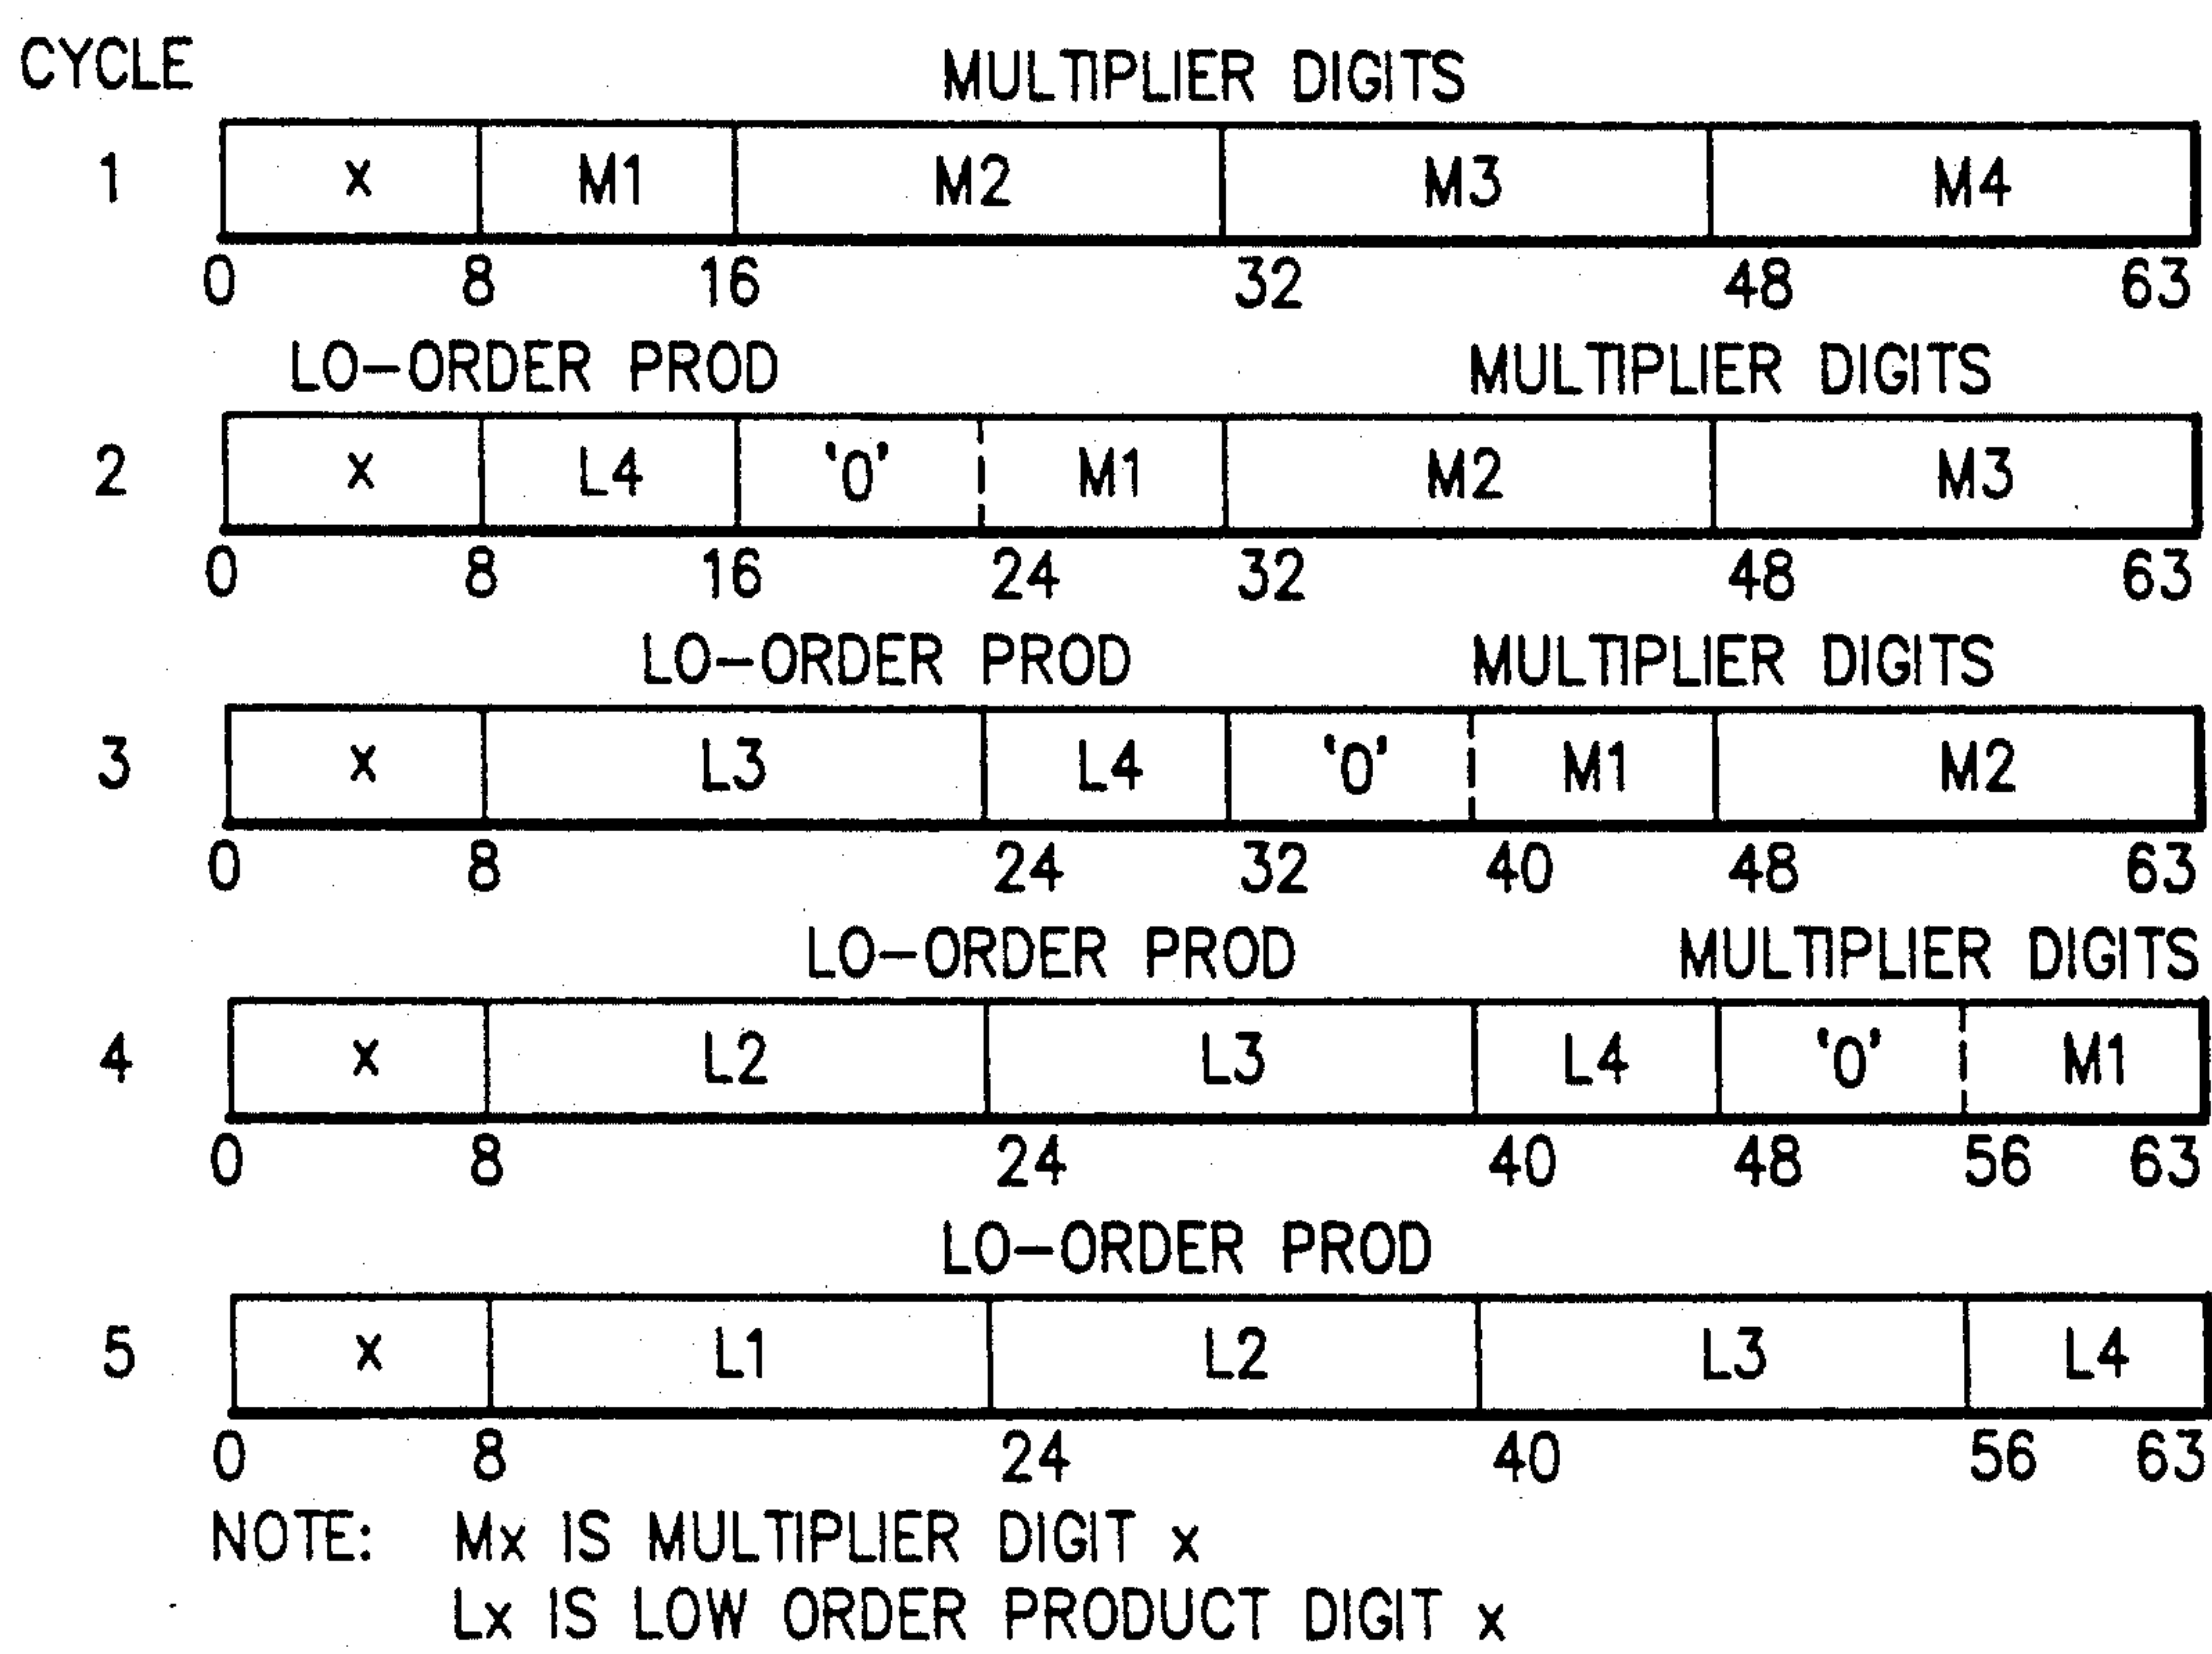 CYCLE MULTIPLIER DIGITS
1 x M1 M2 M3 M4
0 8 16 32 48 63
LO-ORDER PROD MULTIPLIER DIGITS
2 x L4 '0' M1 M2 M3
0 8 16 24 32 48 63
LO-ORDER PROD MULTIPLIER DIGITS
3 x L3 L4 '0' M1 M2
0 8 24 32 40 48 63
LO-ORDER PROD MULTIPLIER DIGITS
4 x L2 L3 L4 '0' M1
0 8 24 40 48 56 63
LO-ORDER PROD
5 x L1 L2 L3 L4
0 8 24 40 56 63
NOTE: Mx IS MULTIPLIER DIGIT x
Lx IS LOW ORDER PRODUCT DIGIT x